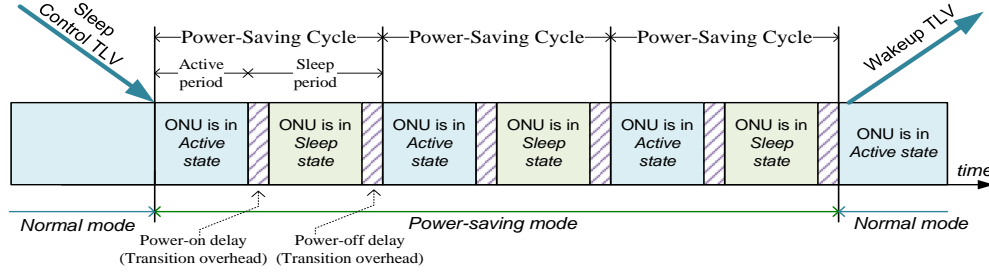 Sleep
Control TLV
Power-Saving Cycle
Power-Saving Cycle
Power-Saving Cycle
Wakeup TLV
Active
period
Sleep
period
ONU is in
Active
state
ONU is in
Sleep
state
ONU is in
Active
state
ONU is in
Sleep
state
ONU is in
Active
state
ONU is in
Sleep
state
ONU is in
Active state
time
Normal mode
Power-saving mode
Normal mode
Power-on delay
(Transition overhead)
Power-off delay
(Transition overhead)